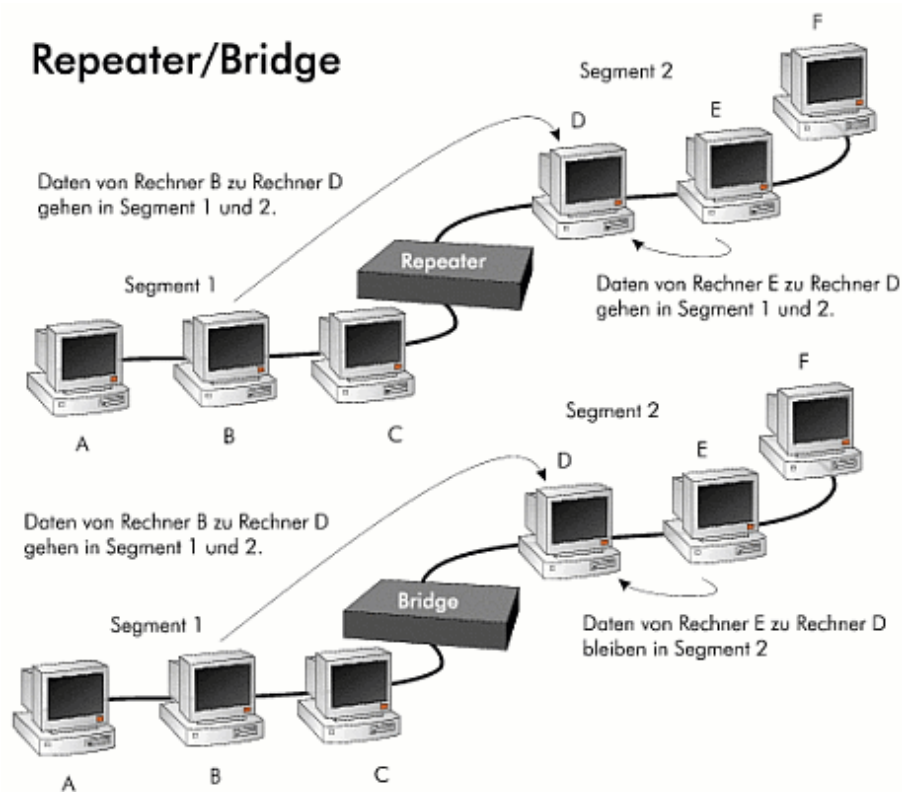 Repeater/Bridge
F
Segment 2
D
E
Daten von Rechner B zu Rechner D
gehen in Segment 1 und 2.
Repeater
Segment 1
Daten von Rechner E zu Rechner D
gehen in Segment 1 und 2.
A
B
C
F
Segment 2
D
E
Daten von Rechner B zu Rechner D
gehen in Segment 1 und 2.
Bridge
Segment 1
Daten von Rechner E zu Rechner D
bleiben in Segment 2
A
B
C